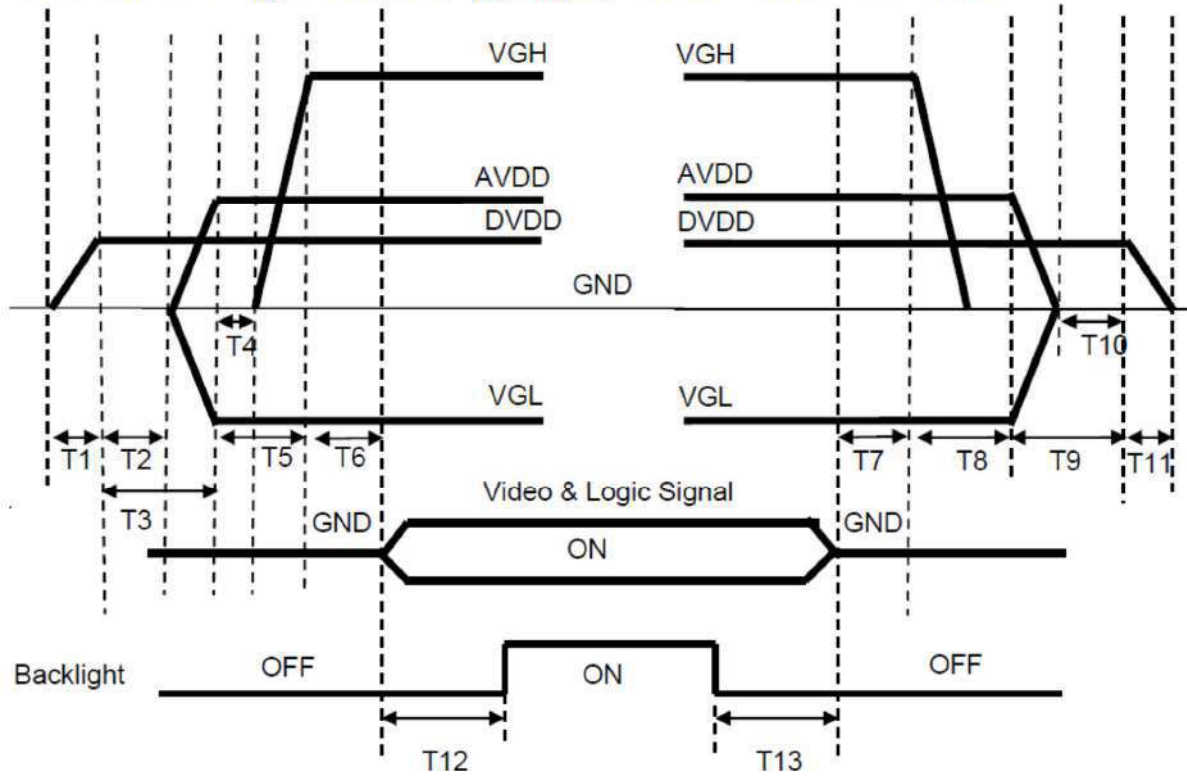 VGH VGH
AVDD AVDD
DVDD DVDD
GND
T4 T10
VGL VGL
T1 T2 T5 T6 T7 T8 T9 T11
T3
Video & Logic Signal
GND GND
ON
Backlight OFF ON OFF
T12 T13